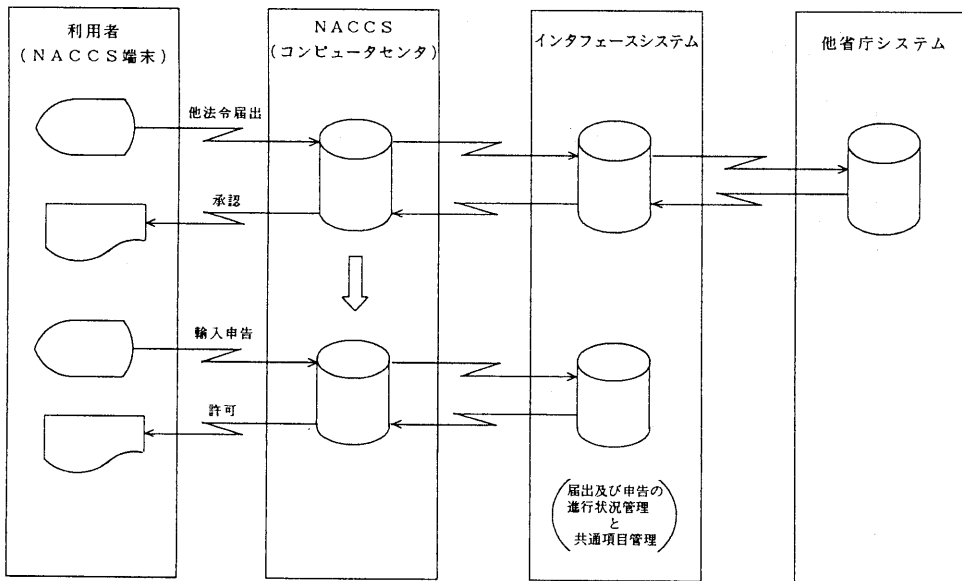 利用者
(NACCS端末)
NACCS
(コンピュータセンタ)
インタフェースシステム
他省庁システム
他法令届出
承認
輸入申告
許可
届出及び申告の
進行状況管理
と
共通項目管理